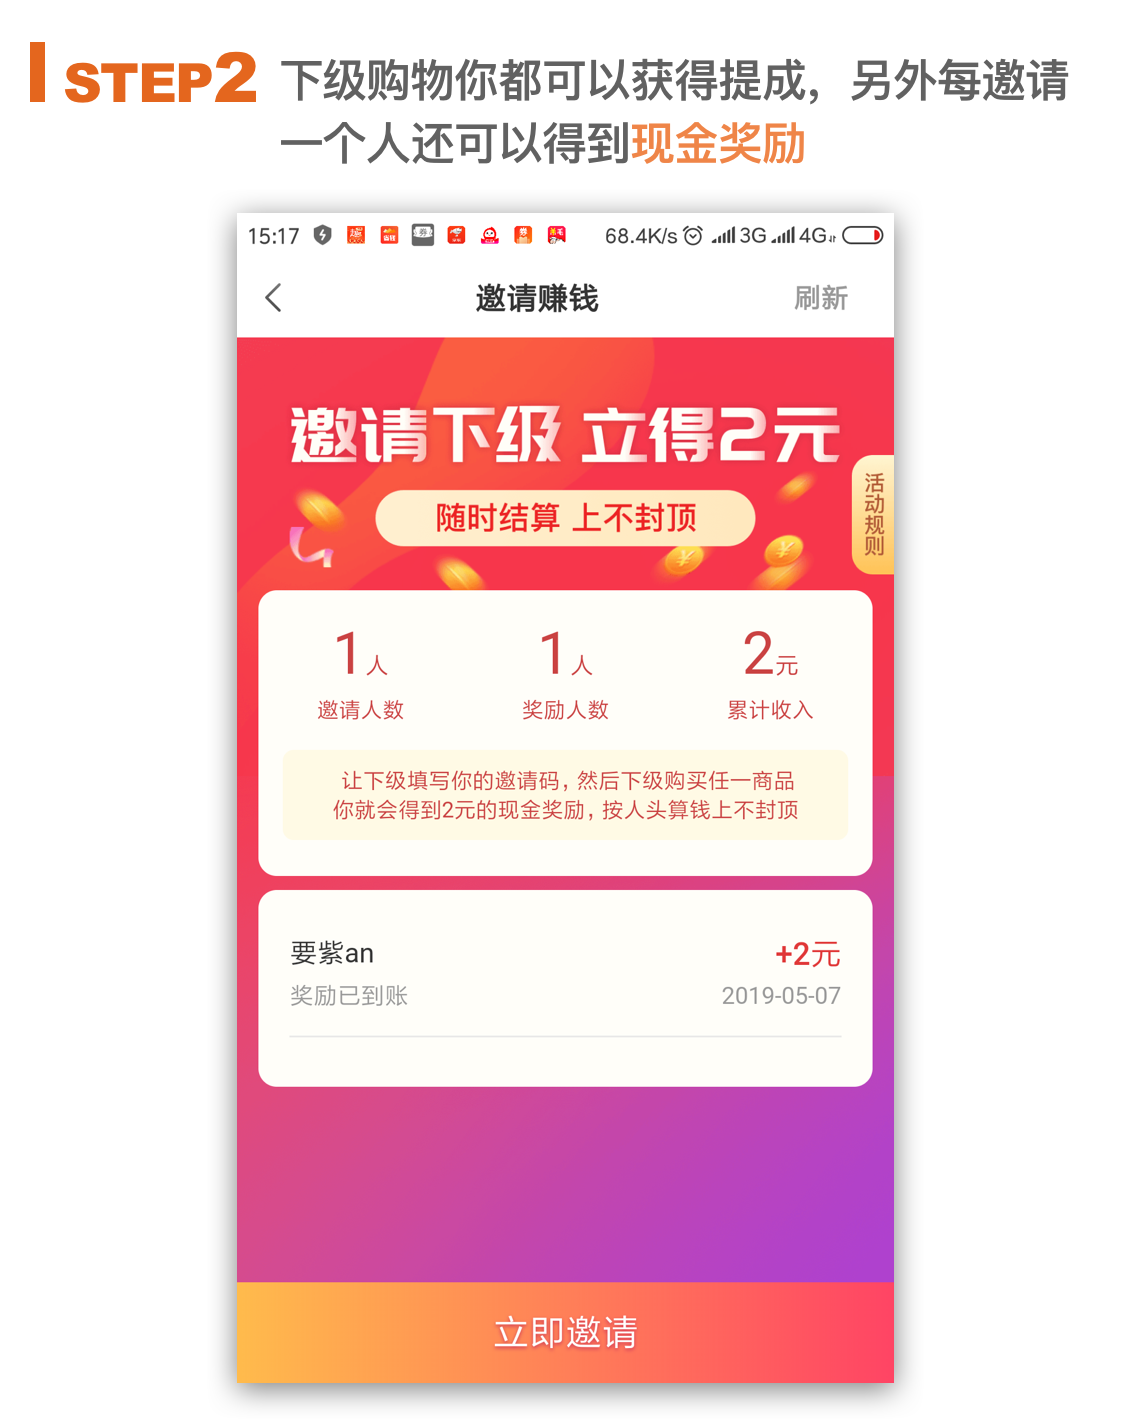 STEP2 下级购物你都可以获得提成，另外每邀请
一个人还可以得到现金奖励
15:17 68.4K/s 3G 4G
邀请赚钱 刷新
邀请下级 立得2元
随时结算 上不封顶
活动规则
1人 1人 2元
邀请人数 奖励人数 累计收入
让下级填写你的邀请码，然后下级购买任一商品
你就会得到2元的现金奖励，按人头算钱上不封顶
要紫an +2元
奖励已到账 2019-05-07
立即邀请